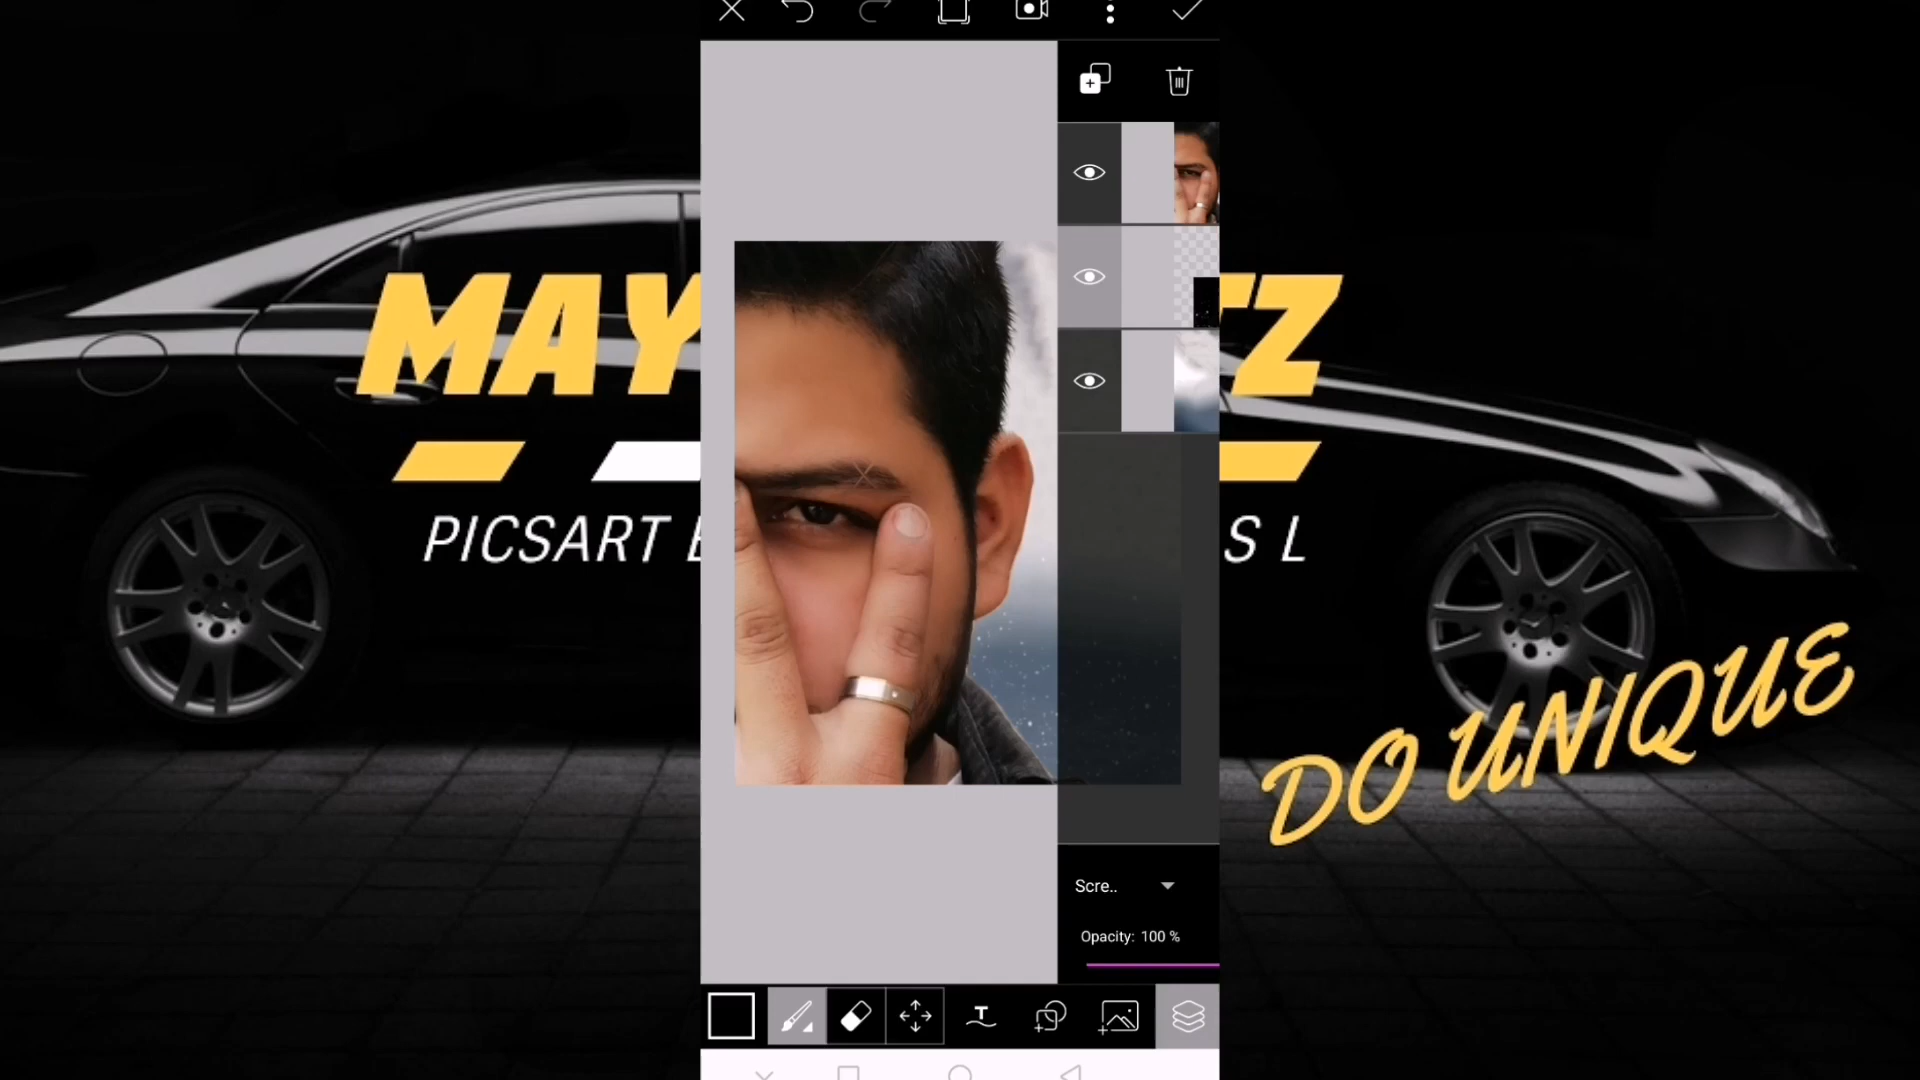 MAY TZ
PICSART E S L
DO UNIQUE
Scre..
Opacity: 100 %
T